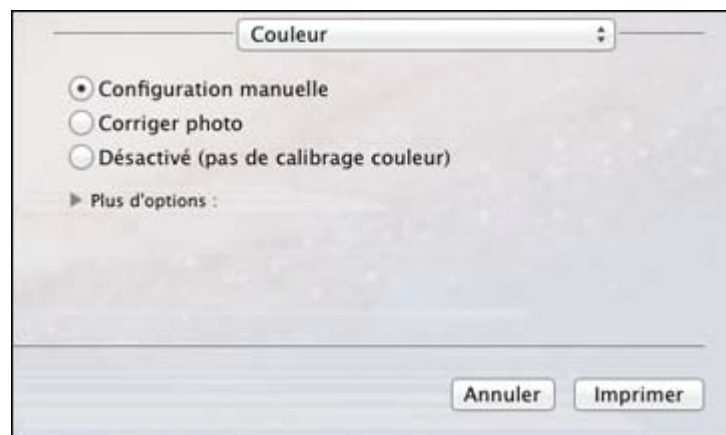 Couleur
Configuration manuelle
Corriger photo
Désactivé (pas de calibrage couleur)
Plus d'options :
Annuler Imprimer